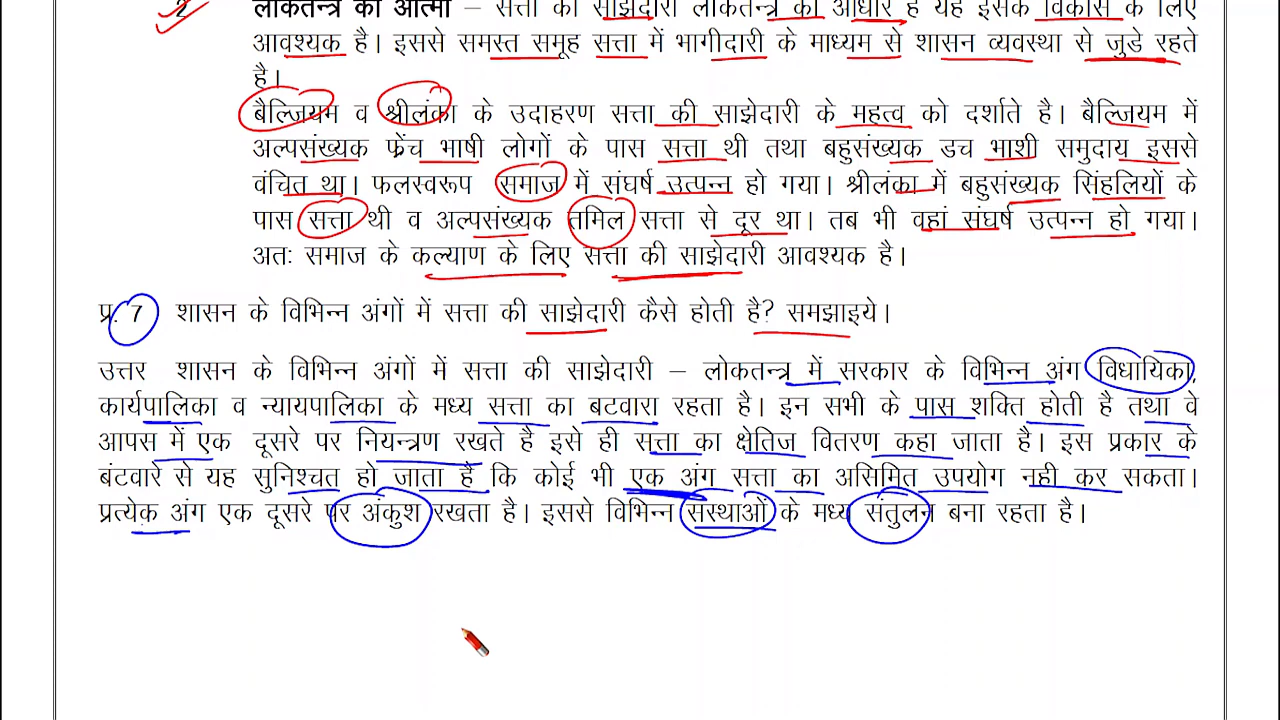 2 लोकतन्त्र की आत्मा – सत्ता की साझेदारी लोकतन्त्र का आधार है यह इसके विकास के लिए
आवश्यक है। इससे समस्त समूह सत्ता में भागीदारी के माध्यम से शासन व्यवस्था से जुडे रहते
है।
बैल्जियम व श्रीलंका के उदाहरण सत्ता की साझेदारी के महत्व को दर्शाते है। बैल्जियम में
अल्पसंख्यक फ्रेंच भाषी लोगों के पास सत्ता थी तथा बहुसंख्यक डच भाशी समुदाय इससे
वंचित था। फलस्वरूप समाज में संघर्ष उत्पन्न हो गया। श्रीलंका में बहुसंख्यक सिंहलियों के
पास सत्ता थी व अल्पसंख्यक तमिल सत्ता से दूर था। तब भी वहां संघर्ष उत्पन्न हो गया।
अतः समाज के कल्याण के लिए सत्ता की साझेदारी आवश्यक है।
प्र. 7 शासन के विभिन्न अंगों में सत्ता की साझेदारी कैसे होती है? समझाइये।
उत्तर शासन के विभिन्न अंगों में सत्ता की साझेदारी – लोकतन्त्र में सरकार के विभिन्न अंग विधायिका,
कार्यपालिका व न्यायपालिका के मध्य सत्ता का बटवारा रहता है। इन सभी के पास शक्ति होती है तथा वे
आपस में एक दूसरे पर नियन्त्रण रखते है इसे ही सत्ता का क्षेतिज वितरण कहा जाता है। इस प्रकार के
बंटवारे से यह सुनिश्चत हो जाता है कि कोई भी एक अंग सत्ता का असिमित उपयोग नही कर सकता।
प्रत्येक अंग एक दूसरे पर अंकुश रखता है। इससे विभिन्न संस्थाओं के मध्य संतुलन बना रहता है।